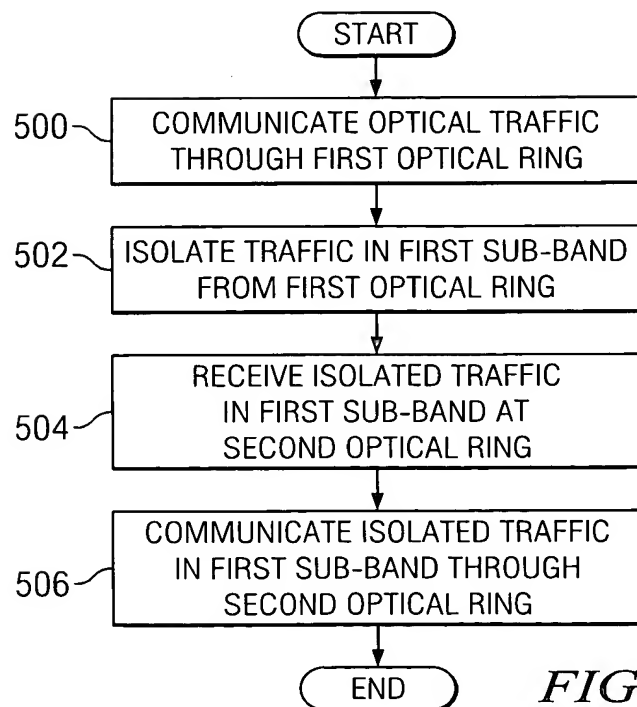 START
500
COMMUNICATE OPTICAL TRAFFIC
THROUGH FIRST OPTICAL RING
502
ISOLATE TRAFFIC IN FIRST SUB-BAND
FROM FIRST OPTICAL RING
504
RECEIVE ISOLATED TRAFFIC
IN FIRST SUB-BAND AT
SECOND OPTICAL RING
506
COMMUNICATE ISOLATED TRAFFIC
IN FIRST SUB-BAND THROUGH
SECOND OPTICAL RING
END
FIG